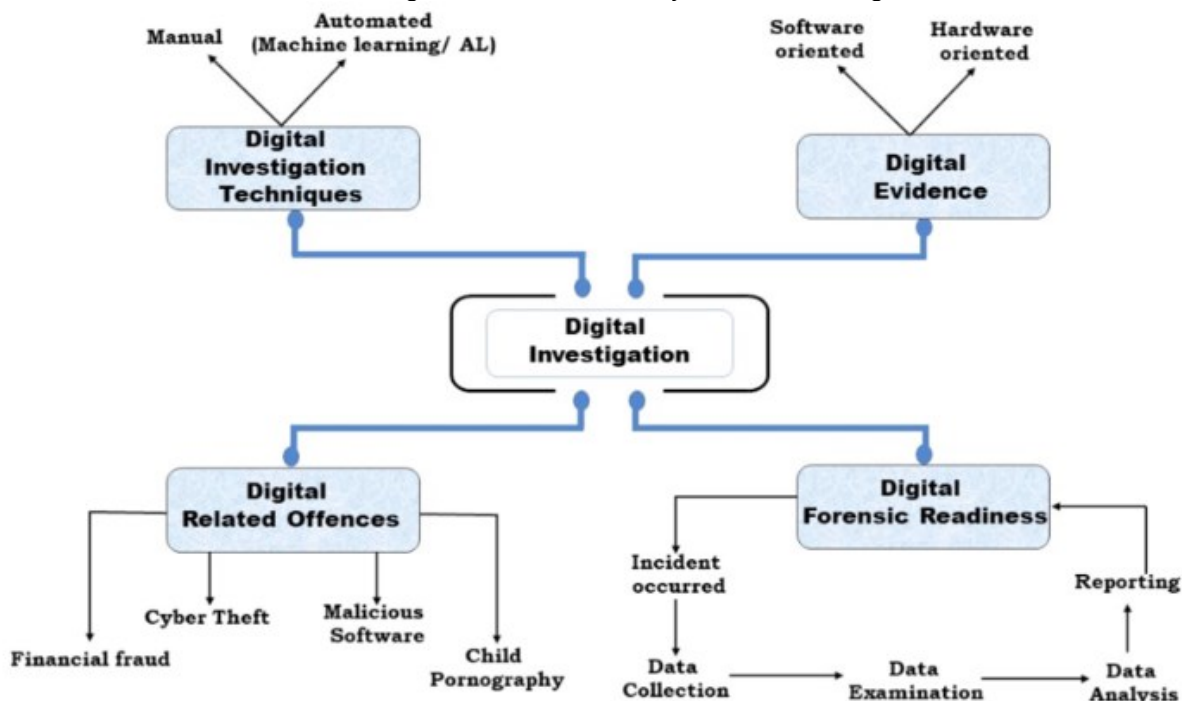 Manual
Automated
(Machine learning/ AL)
Software
oriented
Hardware
oriented
Digital
Investigation
Techniques
Digital
Evidence
Digital
Investigation
Digital
Related Offences
Digital
Forensic Readiness
Financial fraud
Cyber Theft
Malicious
Software
Child
Pornography
Incident
occurred
Data
Collection
Data
Examination
Data
Analysis
Reporting